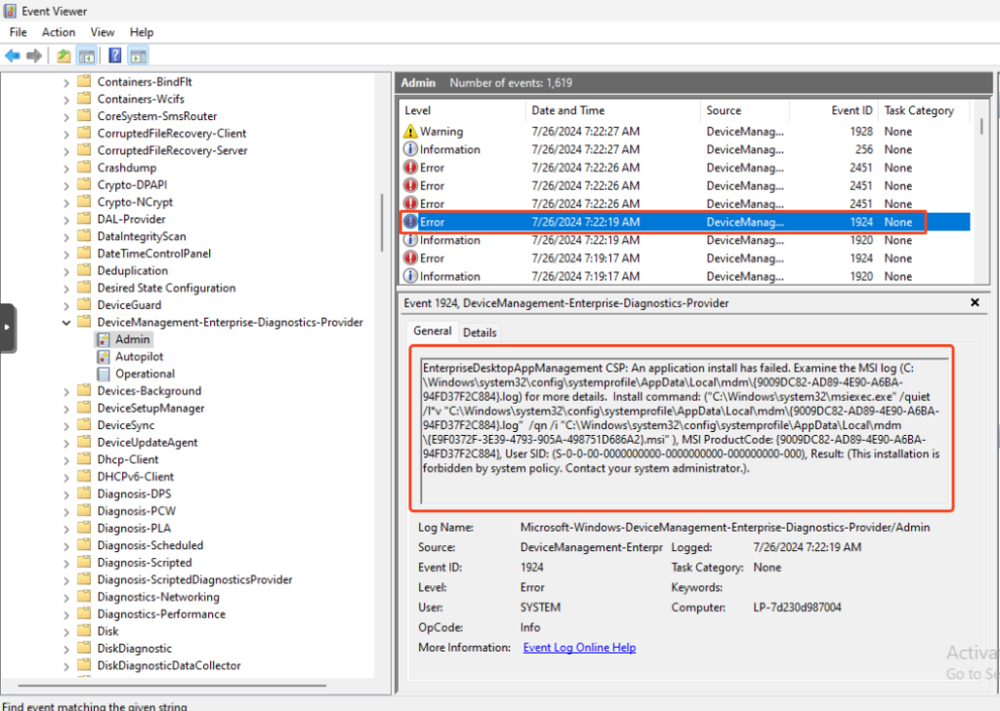 Event Viewer
File Action View Help
Containers-BindFlt
Containers-Wcifs
CoreSystem-SmsRouter
CorruptedFileRecovery-Client
CorruptedFileRecovery-Server
Crashdump
Crypto-DPAPI
Crypto-NCrypt
DAL-Provider
DataIntegrityScan
DateTimeControlPanel
Deduplication
Desired State Configuration
DeviceGuard
DeviceManagement-Enterprise-Diagnostics-Provider
Admin
Autopilot
Operational
Devices-Background
DeviceSetupManager
DeviceSync
DeviceUpdateAgent
Dhcp-Client
DHCPv6-Client
Diagnosis-DPS
Diagnosis-PCW
Diagnosis-PLA
Diagnosis-Scheduled
Diagnosis-Scripted
Diagnosis-ScriptedDiagnosticsProvider
Diagnostics-Networking
Diagnostics-Performance
Disk
DiskDiagnostic
DiskDiagnosticDataCollector
Admin Number of events: 1,619
Level Date and Time Source Event ID Task Category
Warning 7/26/2024 7:22:27 AM DeviceManag... 1928 None
Information 7/26/2024 7:22:27 AM DeviceManag... 256 None
Error 7/26/2024 7:22:26 AM DeviceManag... 2451 None
Error 7/26/2024 7:22:26 AM DeviceManag... 2451 None
Error 7/26/2024 7:22:26 AM DeviceManag... 2451 None
Error 7/26/2024 7:22:19 AM DeviceManag... 1924 None
Information 7/26/2024 7:22:19 AM DeviceManag... 1920 None
Error 7/26/2024 7:19:17 AM DeviceManag... 1924 None
Information 7/26/2024 7:19:17 AM DeviceManag... 1920 None
Event 1924, DeviceManagement-Enterprise-Diagnostics-Provider
General Details
EnterpriseDesktopAppManagement CSP: An application install has failed. Examine the MSI log (C:
\Windows\system32\config\systemprofile\AppData\Local\mdm\{9009DC82-AD89-4E90-A6BA-
94FD37F2C884}.log) for more details. Install command: ("C:\Windows\system32\msiexec.exe" /quiet
/l*v "C:\Windows\system32\config\systemprofile\AppData\Local\mdm\{9009DC82-AD89-4E90-A6BA-
94FD37F2C884}.log" /qn /i "C:\Windows\system32\config\systemprofile\AppData\Local\mdm
\{E9F0372F-3E39-4793-905A-498751D686A2}.msi" ), MSI ProductCode: {9009DC82-AD89-4E90-A6BA-
94FD37F2C884}, User SID: (S-0-0-00-0000000000-0000000000-000000000-000), Result: (This installation is
forbidden by system policy. Contact your system administrator.).
Log Name: Microsoft-Windows-DeviceManagement-Enterprise-Diagnostics-Provider/Admin
Source: DeviceManagement-Enterpr Logged: 7/26/2024 7:22:19 AM
Event ID: 1924 Task Category: None
Level: Error Keywords:
User: SYSTEM Computer: LP-7d230d987004
OpCode: Info
More Information: Event Log Online Help
Activa
Go to Se
Find event matching the given string